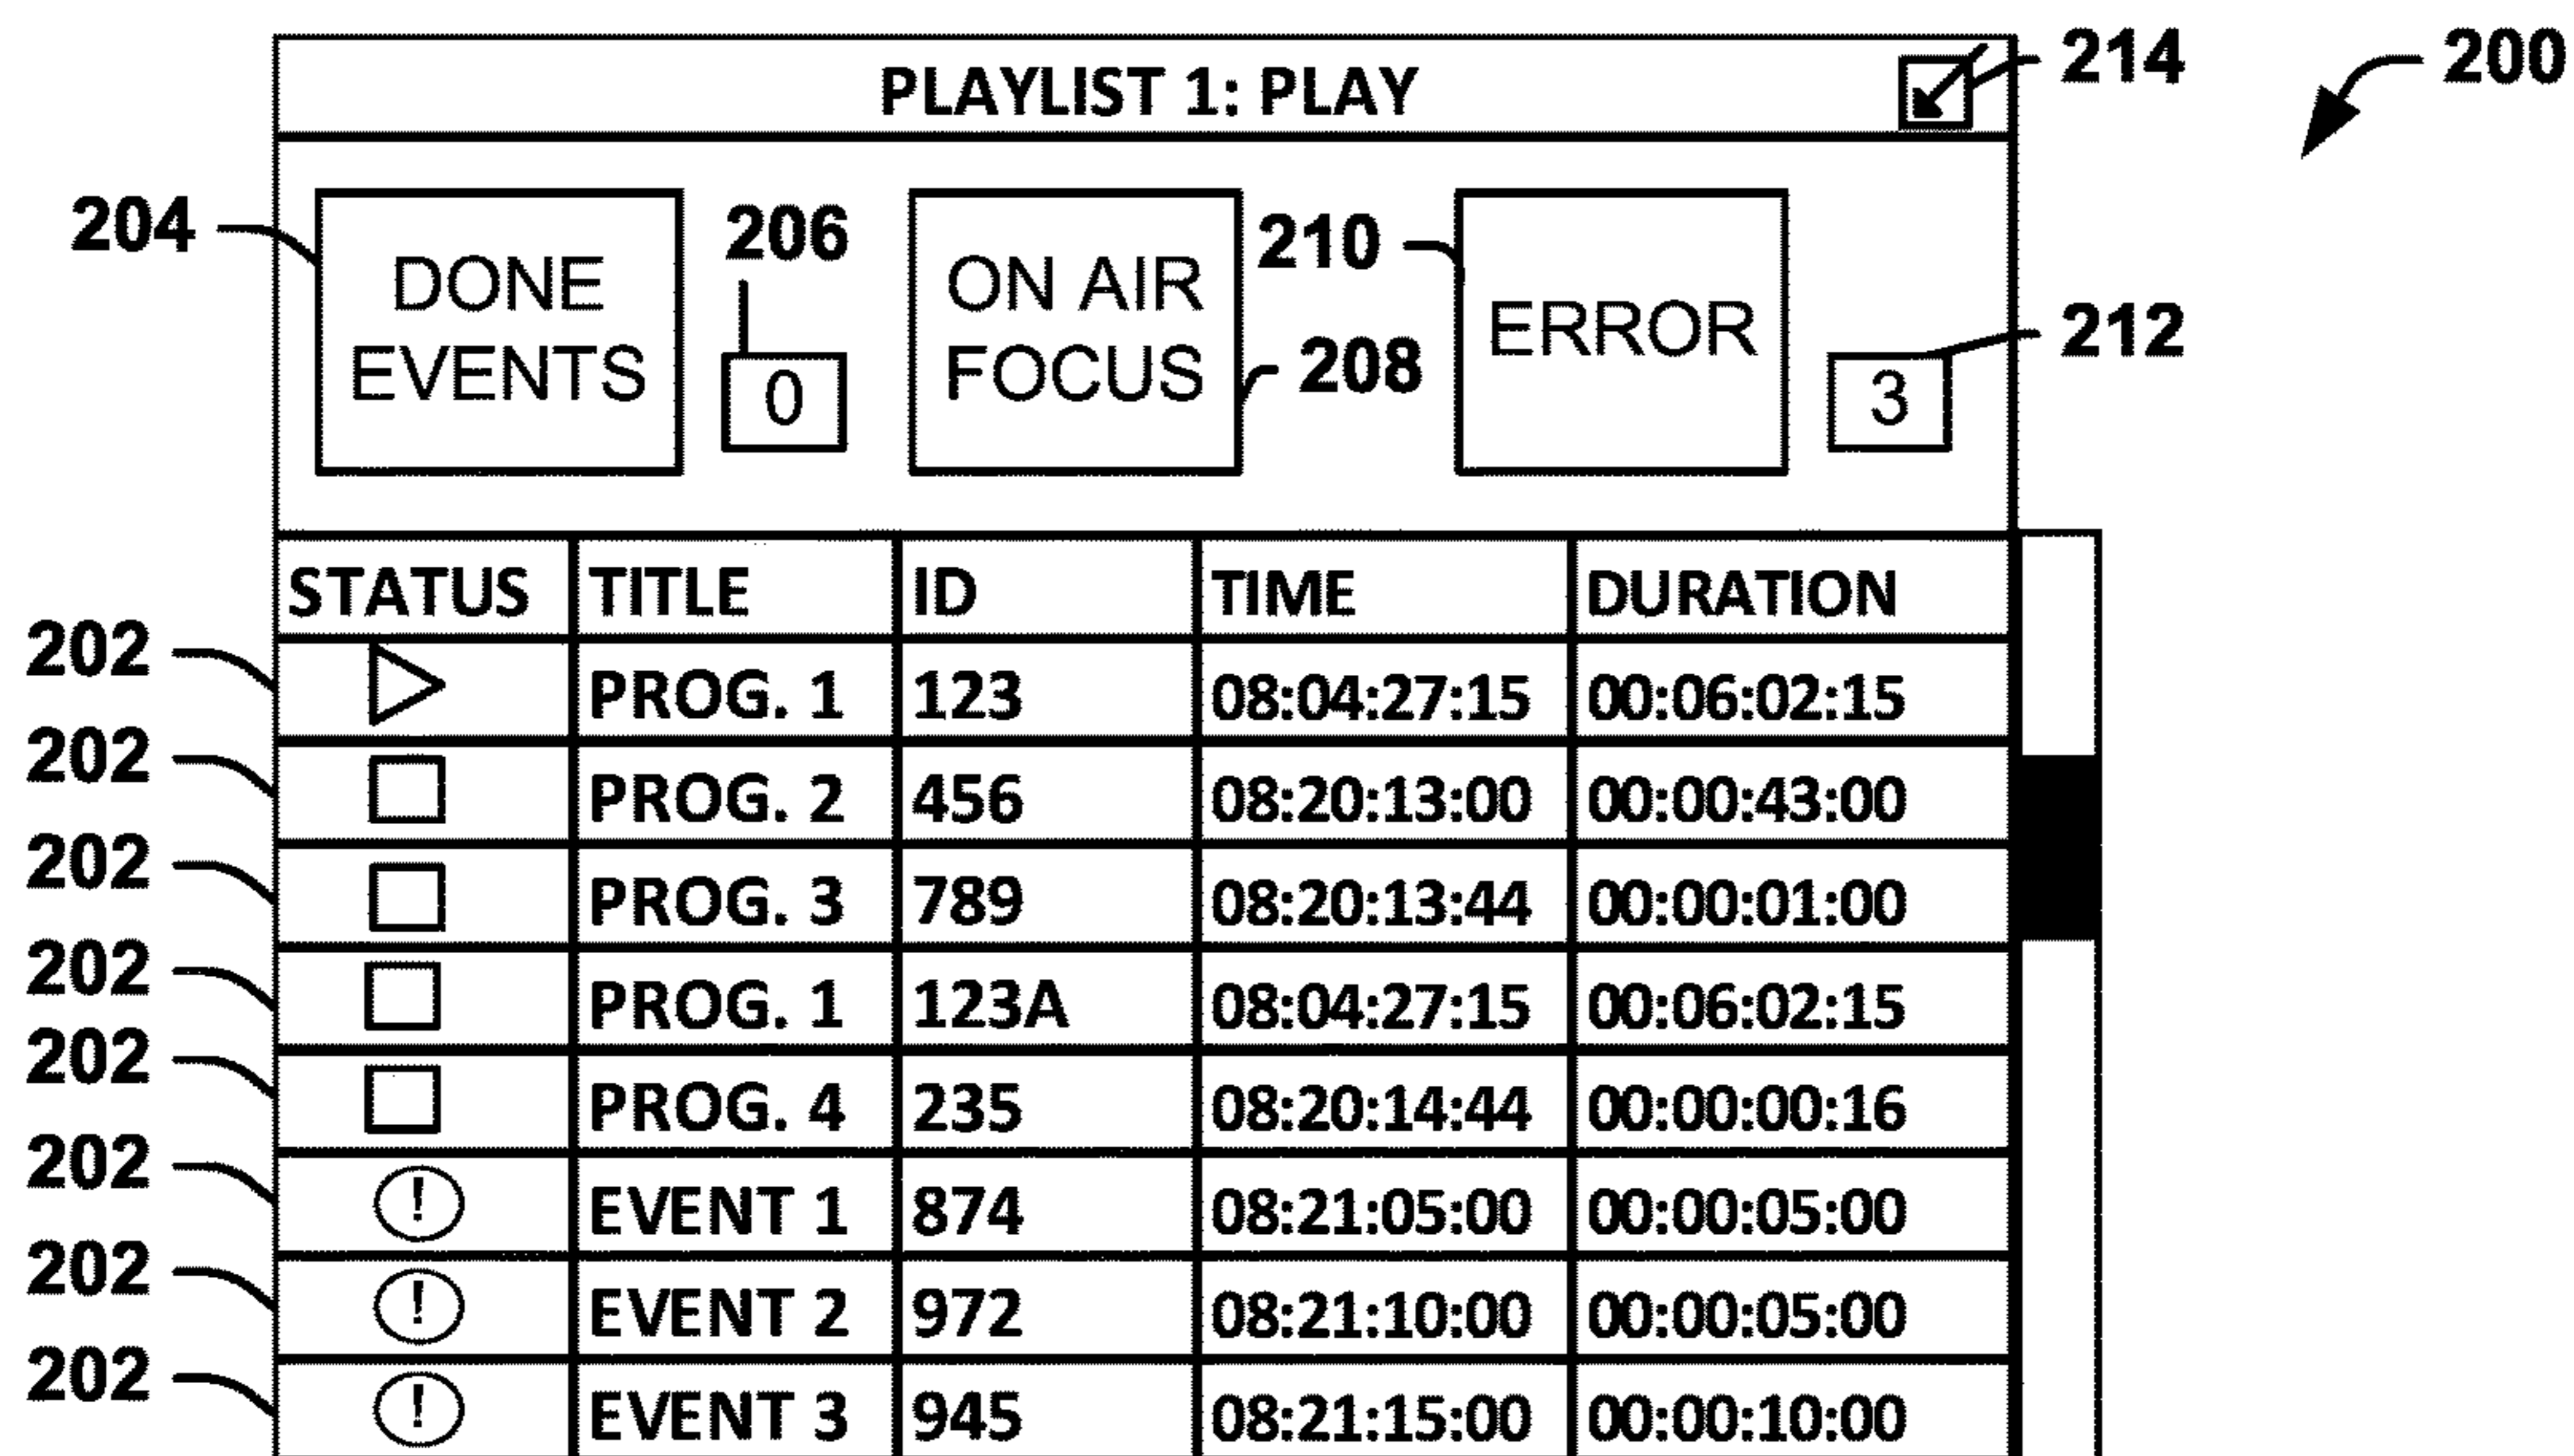 PLAYLIST 1: PLAY
214
200
204
DONE
EVENTS
206
0
ON AIR
FOCUS
208
210
ERROR
212
3
STATUS TITLE ID TIME DURATION
202 PROG. 1 123 08:04:27:15 00:06:02:15
202 PROG. 2 456 08:20:13:00 00:00:43:00
202 PROG. 3 789 08:20:13:44 00:00:01:00
202 PROG. 1 123A 08:04:27:15 00:06:02:15
202 PROG. 4 235 08:20:14:44 00:00:00:16
202 ! EVENT 1 874 08:21:05:00 00:00:05:00
202 ! EVENT 2 972 08:21:10:00 00:00:05:00
202 ! EVENT 3 945 08:21:15:00 00:00:10:00